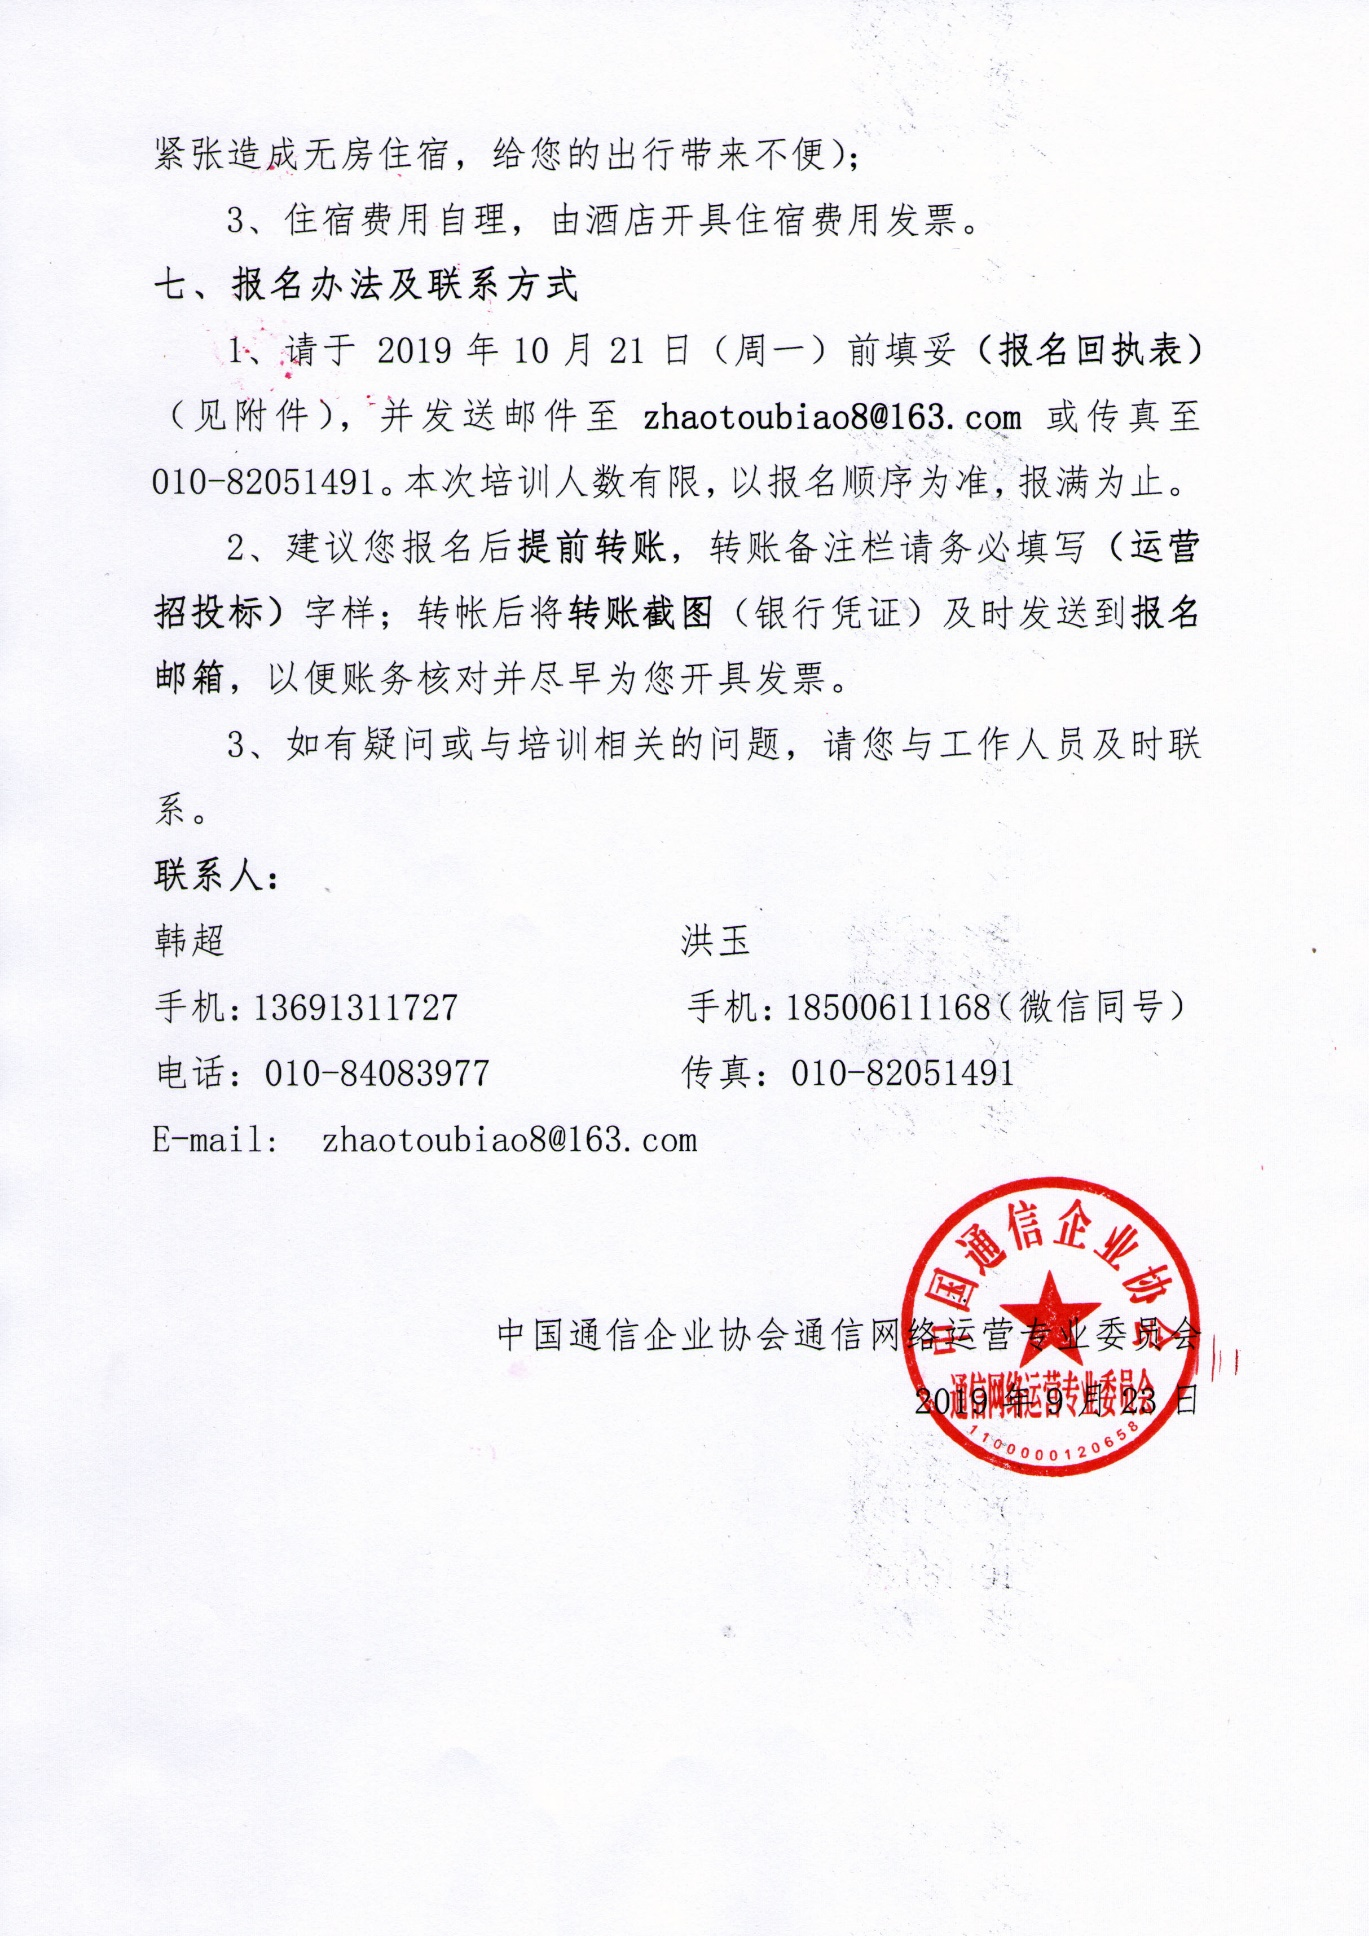 紧张造成无房住宿，给您的出行带来不便）；
3、住宿费用自理，由酒店开具住宿费用发票。
七、报名办法及联系方式
1、请于 2019 年 10 月 21 日（周一）前填妥（报名回执表）
（见附件），并发送邮件至 zhaotoubiao8@163.com 或传真至
010-82051491。本次培训人数有限，以报名顺序为准，报满为止。
2、建议您报名后提前转账，转账备注栏请务必填写（运营
招投标）字样；转帐后将转账截图（银行凭证）及时发送到报名
邮箱，以便账务核对并尽早为您开具发票。
3、如有疑问或与培训相关的问题，请您与工作人员及时联
系。
联系人：
韩超 洪玉
手机：13691311727 手机：18500611168（微信同号）
电话：010-84083977 传真：010-82051491
E-mail: zhaotoubiao8@163.com
中国通信企业协会
中国通信企业协会通信网络运营专业委员会
通信网络运营专业委员会
2019 年 9 月 23 日
1100000120658